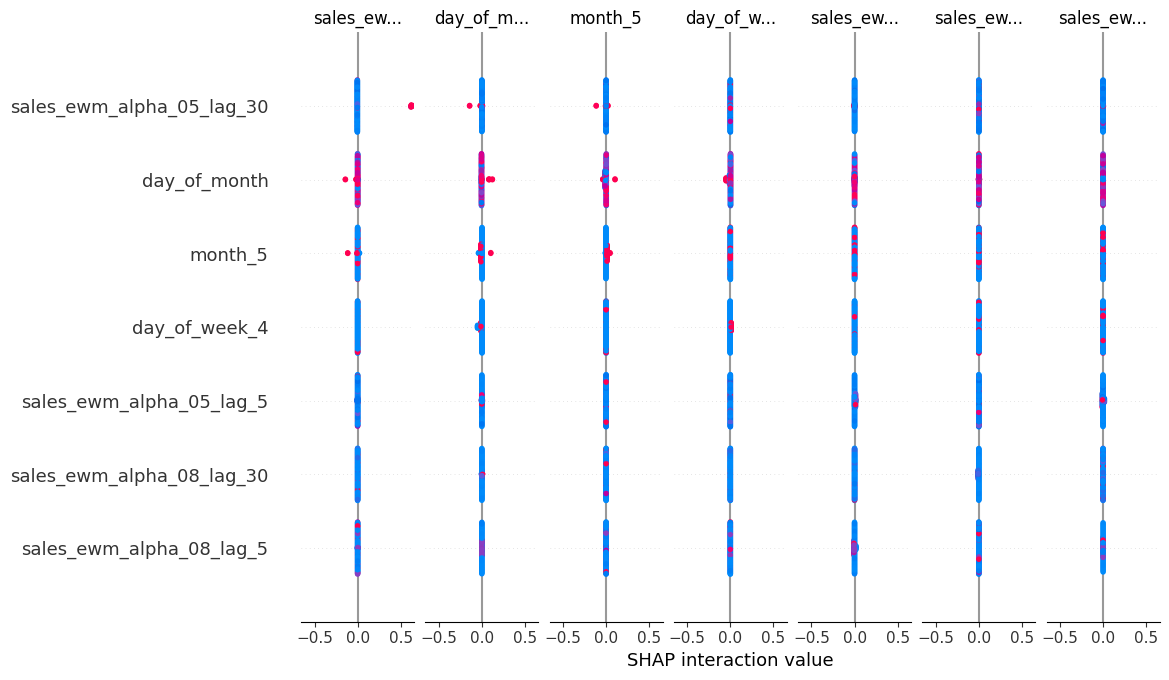 sales_ew... day_of_m... month_5 day_of_w... sales_ew... sales_ew... sales_ew...
sales_ewm_alpha_05_lag_30
day_of_month
month_5
day_of_week_4
sales_ewm_alpha_05_lag_5
sales_ewm_alpha_08_lag_30
sales_ewm_alpha_08_lag_5
−0.5 0.0 0.5 −0.5 0.0 0.5 −0.5 0.0 0.5 −0.5 0.0 0.5 −0.5 0.0 0.5 −0.5 0.0 0.5 −0.5 0.0 0.5
SHAP interaction value